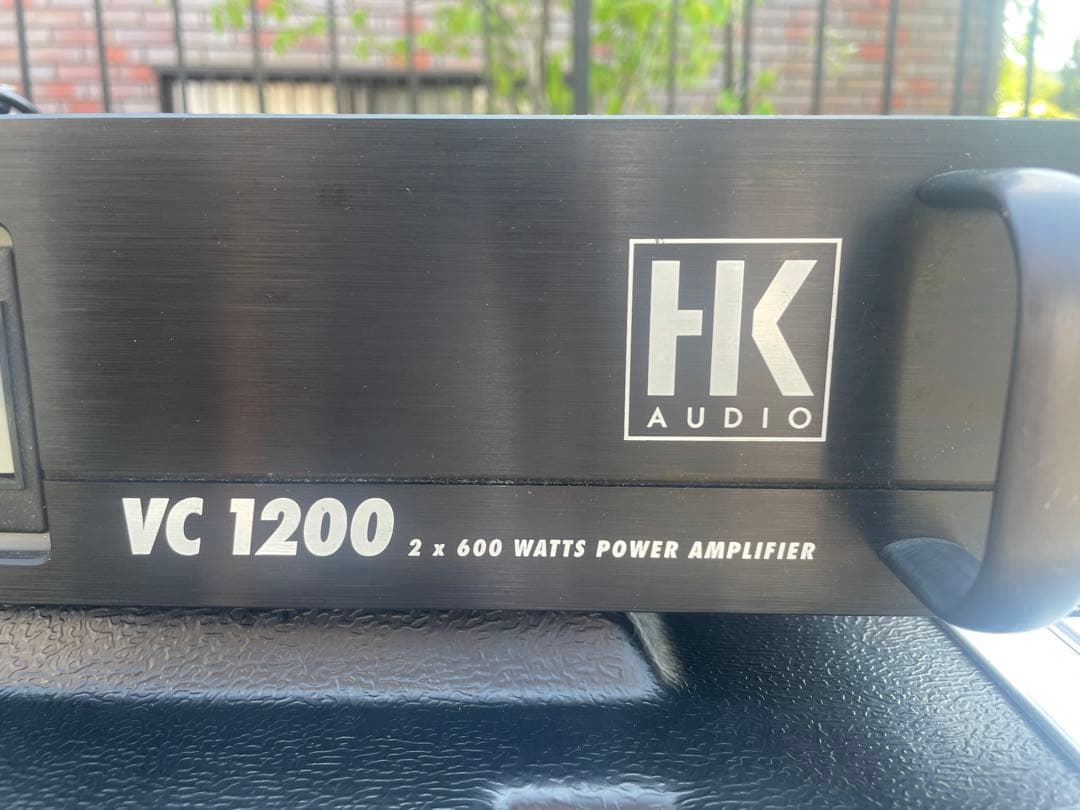 HK
AUDIO
VC 1200 2 x 600 WATTS POWER AMPLIFIER